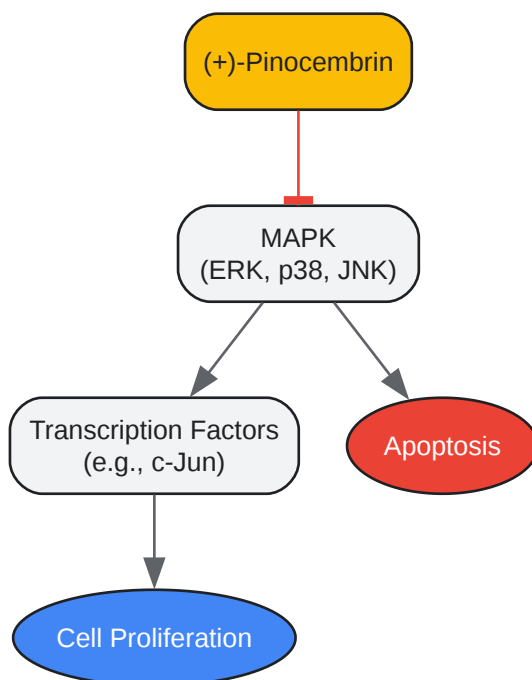 (+)-Pinocembrin
MAPK
(ERK, p38, JNK)
Transcription Factors
(e.g., c-Jun)
Apoptosis
Cell Proliferation